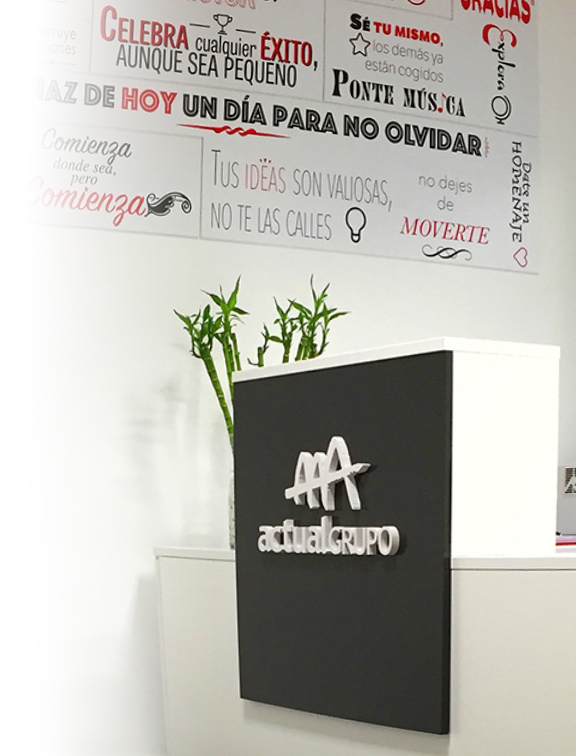 GRACIAS
CELEBRA cualquier ÉXITO,
AUNQUE SEA PEQUEÑO
SÉ TU MISMO,
los demás ya
están cogidos
PONTE MÚSICA
explora
HAZ DE HOY UN DÍA PARA NO OLVIDAR
Comienza
donde sea,
pero
Comienza
TUS IDEAS SON VALIOSAS,
NO TE LAS CALLES
no dejes
de
MOVERTE
Date un
HOMENAJE
actualGRUPO